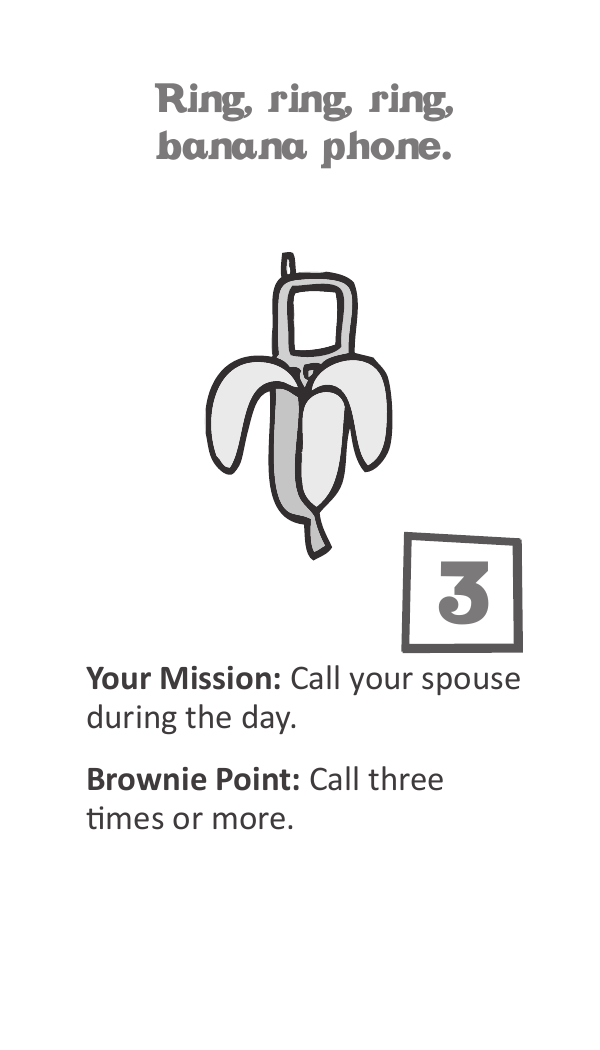 Ring, ring, ring,
banana phone.
3
Your Mission: Call your spouse
during the day.
Brownie Point: Call three
times or more.